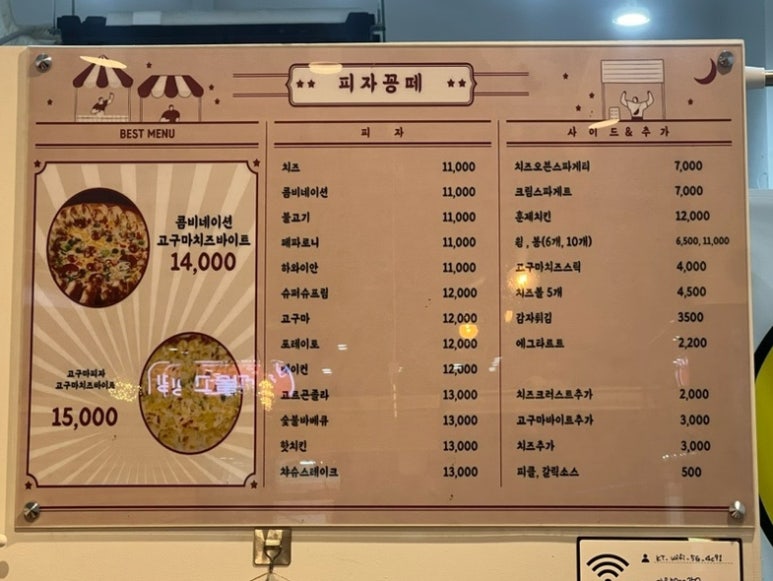 피자꽁떼
BEST MENU
콤비네이션
고구마치즈바이트
14,000
고구마피자
고구마치즈바이트
15,000
피 자
치즈 11,000
콤비네이션 11,000
불고기 11,000
페파로니 11,000
하와이안 11,000
슈퍼슈프림 12,000
고구마 12,000
포테이토 12,000
베이컨 12,000
고르곤졸라 13,000
숯불바베큐 13,000
핫치킨 13,000
챠슈스테이크 13,000
사 이 드 & 추 가
치즈오븐스파게티 7,000
크림스파게트 7,000
훈제치킨 12,000
윙, 봉(6개, 10개) 6,500, 11,000
고구마치즈스틱 4,000
치즈볼 5개 4,500
감자튀김 3500
에그타르트 2,200
치즈크러스트추가 2,000
고구마바이트추가 3,000
치즈추가 3,000
피클, 갈릭소스 500